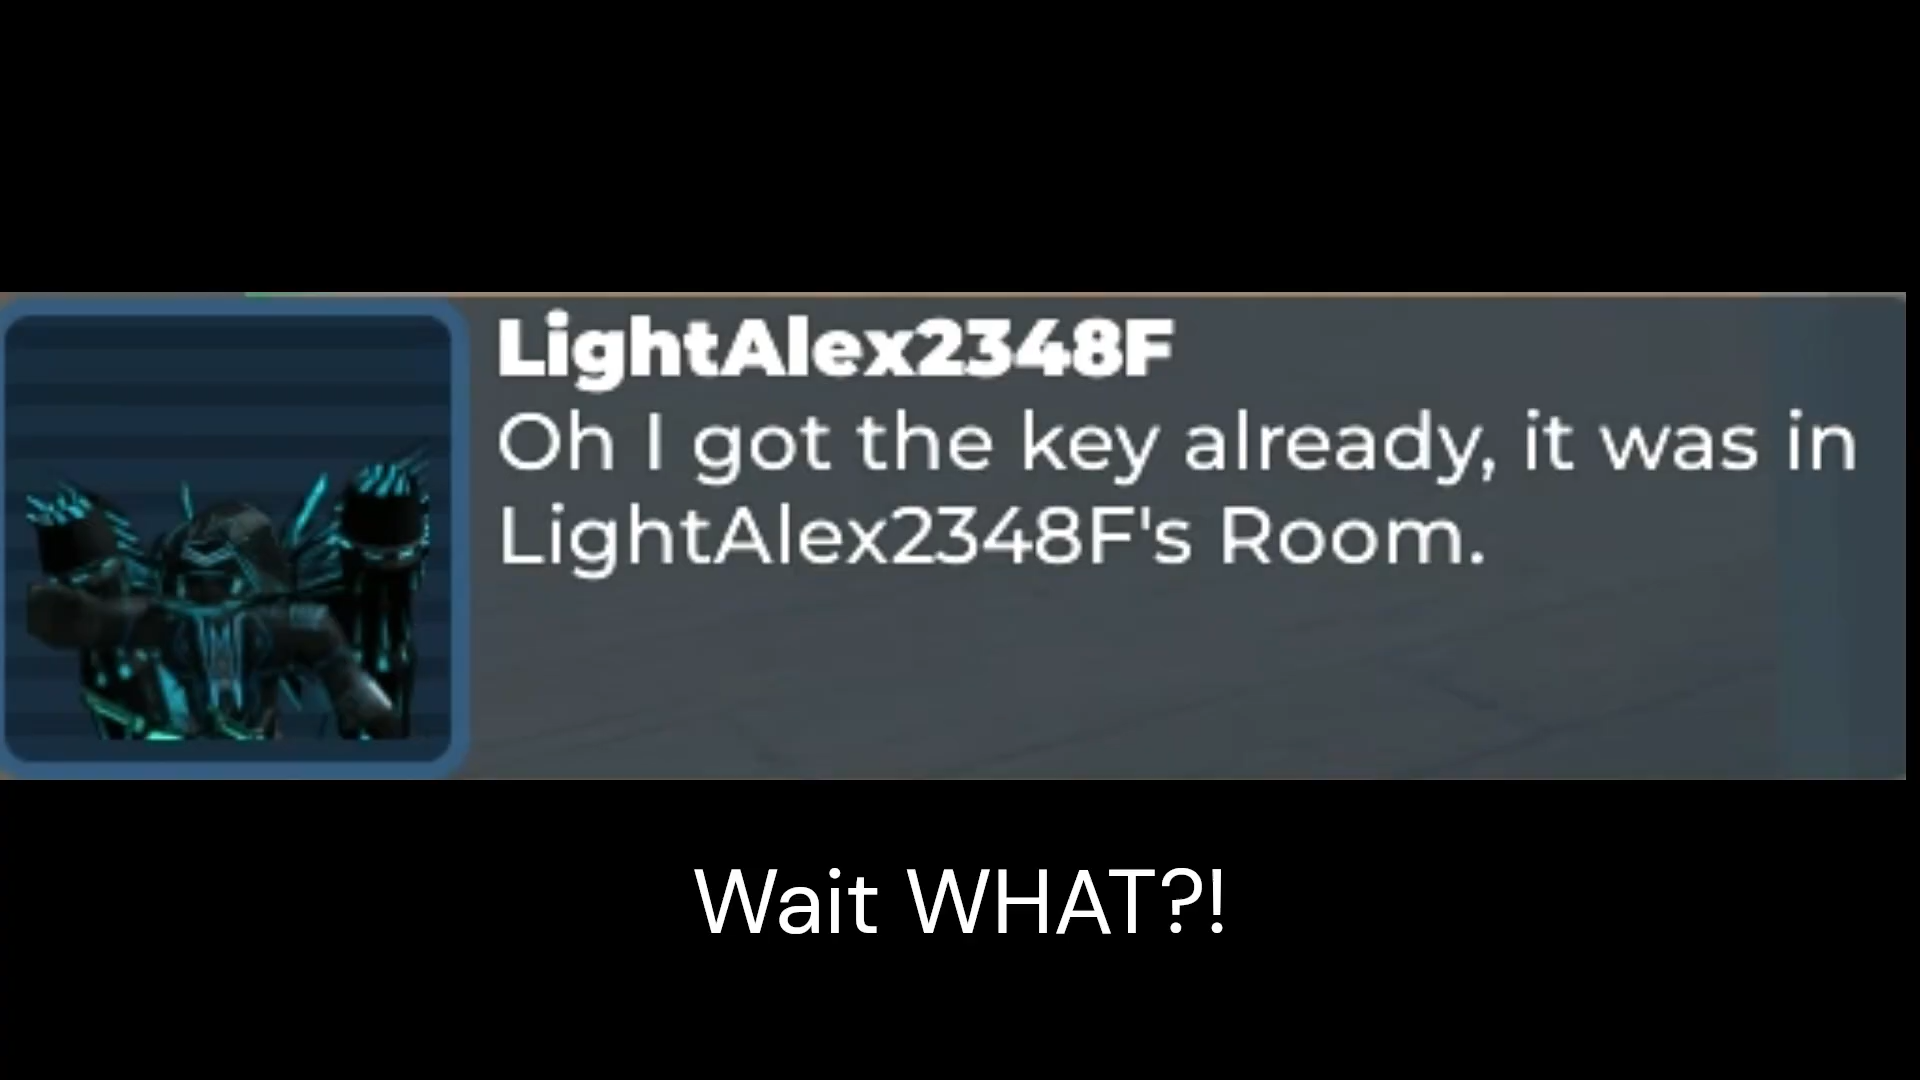 LightAlex2348F
Oh I got the key already, it was in
LightAlex2348F's Room.
Wait WHAT?!